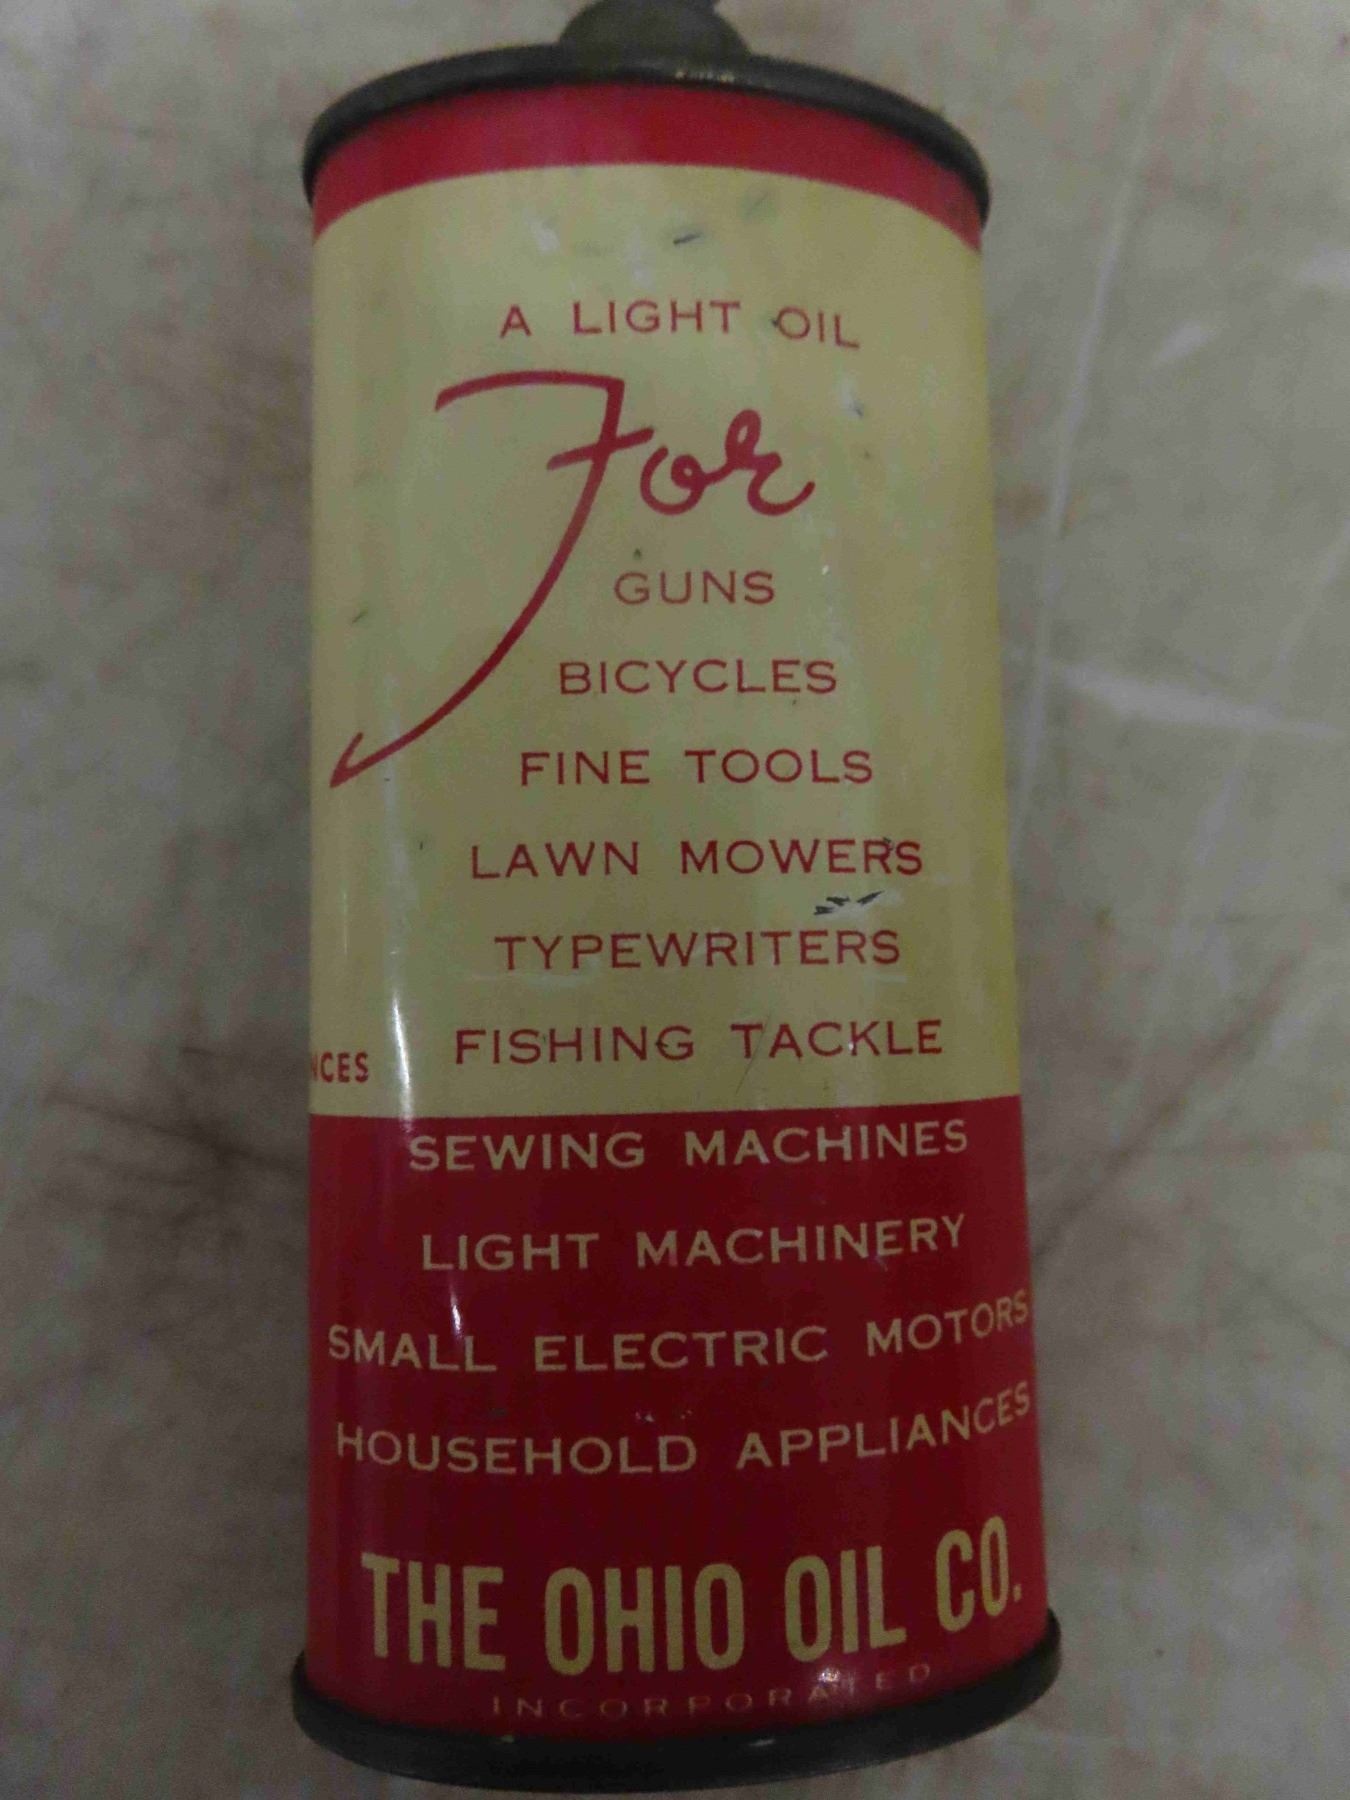 A LIGHT OIL
For
GUNS
BICYCLES
FINE TOOLS
LAWN MOWERS
TYPEWRITERS
FISHING TACKLE
SEWING MACHINES
LIGHT MACHINERY
SMALL ELECTRIC MOTORS
HOUSEHOLD APPLIANCES
THE OHIO OIL CO.
INCORPORATED